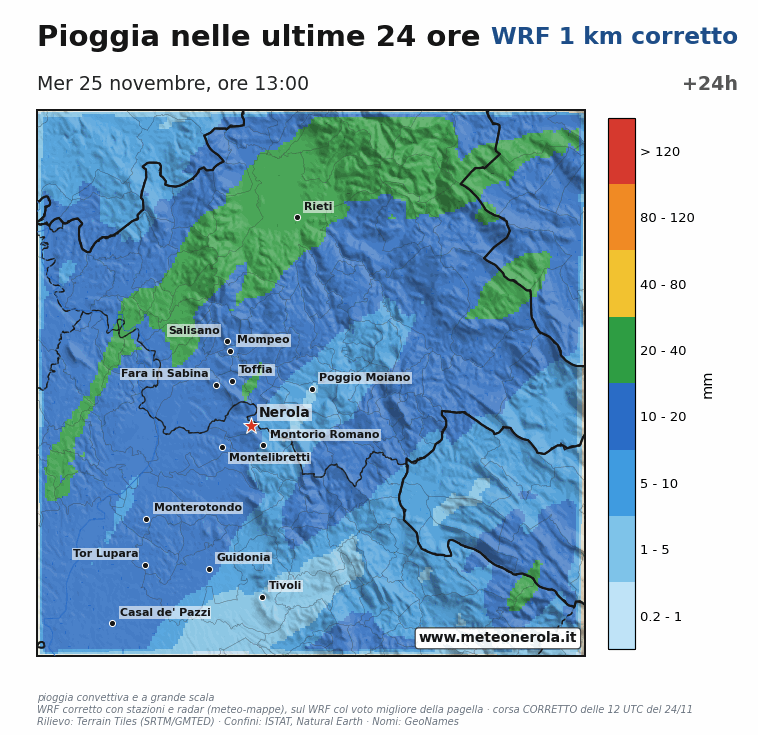 Pioggia nelle ultime 24 ore WRF 1 km corretto
Mer 25 novembre, ore 13:00 +24h
> 120
80 - 120
40 - 80
20 - 40
10 - 20
5 - 10
1 - 5
0.2 - 1
mm
Rieti
Salisano
Mompeo
Fara in Sabina
Toffia
Poggio Moiano
Nerola
Montorio Romano
Montelibretti
Monterotondo
Tor Lupara
Guidonia
Tivoli
Casal de' Pazzi
www.meteonerola.it
pioggia convettiva e a grande scala
WRF corretto con stazioni e radar (meteo-mappe), sul WRF col voto migliore della pagella · corsa CORRETTO delle 12 UTC del 24/11
Rilievo: Terrain Tiles (SRTM/GMTED) · Confini: ISTAT, Natural Earth · Nomi: GeoNames